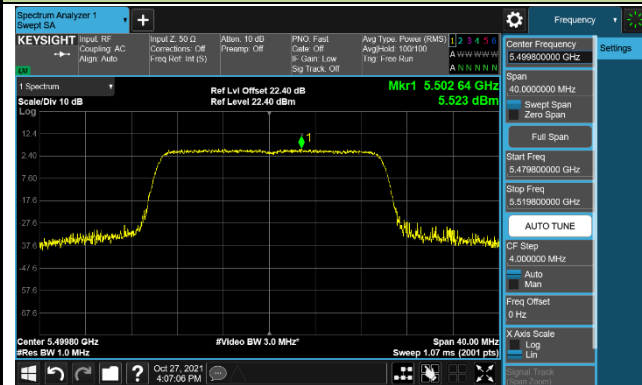 Spectrum Analyzer 1
Swept SA
+
Frequency
KEYSIGHT
Input: RF
Coupling: AC
Align: Auto
Input Z: 50 Ω
Corrections: Off
Freq Ref: Int (S)
Atten: 10 dB
Preamp: Off
PNO: Fast
Gate: Off
IF Gain: Low
Sig Track: Off
Avg Type: Power (RMS)
Avg|Hold: 100/100
Trig: Free Run
1 2 3 4 5 6
A W W W W W
A N N N N N
LXI
1 Spectrum
Scale/Div 10 dB
Log
Ref Lvl Offset 22.40 dB
Ref Level 22.40 dBm
Mkr1 5.502 64 GHz
5.523 dBm
1
12.4
2.40
-7.60
-17.6
-27.6
-37.6
-47.6
-57.6
-67.6
Center 5.49980 GHz
#Res BW 1.0 MHz
#Video BW 3.0 MHz*
Span 40.00 MHz
Sweep 1.07 ms (2001 pts)
Center Frequency
5.499800000 GHz
Settings
Span
40.0000000 MHz
Swept Span
Zero Span
Full Span
Start Freq
5.479800000 GHz
Stop Freq
5.519800000 GHz
AUTO TUNE
CF Step
4.000000 MHz
Auto
Man
Freq Offset
0 Hz
X Axis Scale
Log
Lin
Signal Track
(Span Zoom)
?
Oct 27, 2021
4:07:06 PM